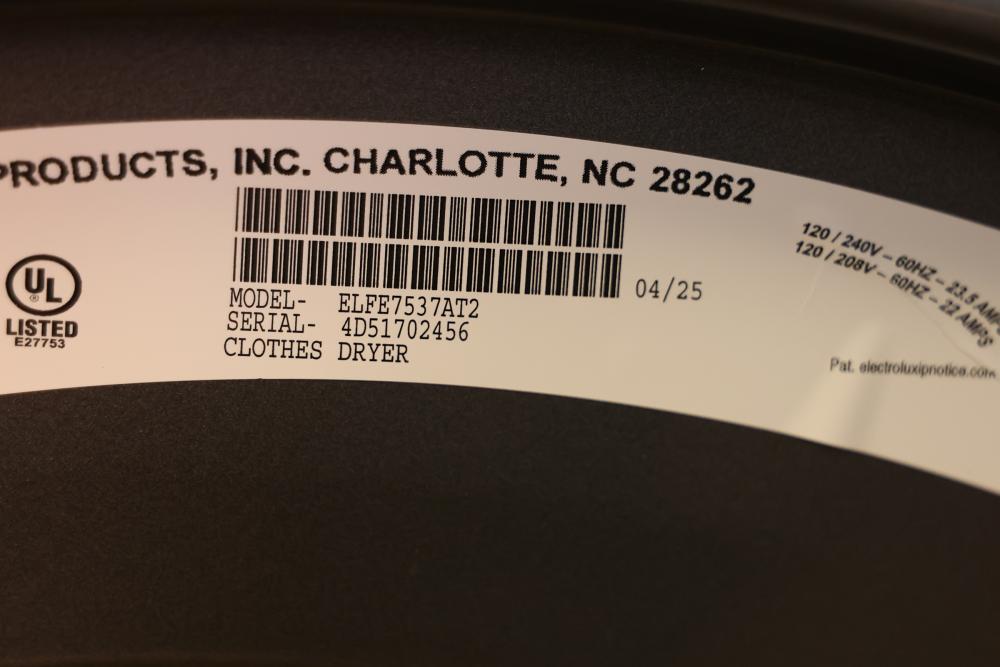 PRODUCTS, INC. CHARLOTTE, NC 28262
04/25
MODEL- ELFE7537AT2
SERIAL- 4D51702456
CLOTHES DRYER
UL
®
LISTED
E27753
120 / 240V – 60HZ – 23.5 AMPS
120 / 208V – 60HZ – 22 AMPS
Pat. electroluxipnotice.com